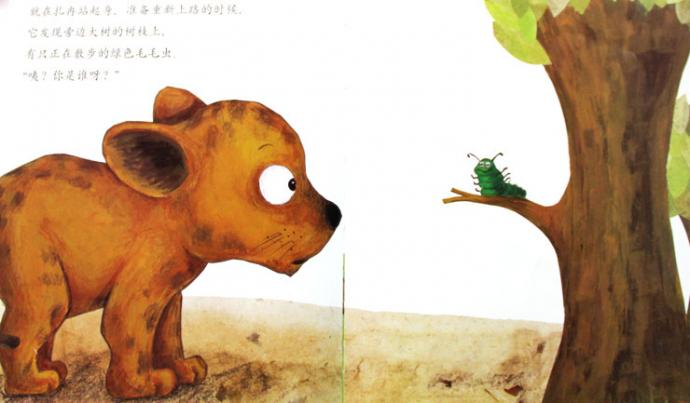 就在扎冉站起身，准备重新上路的时候，
它发现旁边大树的树枝上，
有只正在散步的绿色毛毛虫。
“咦？你是谁呀？”